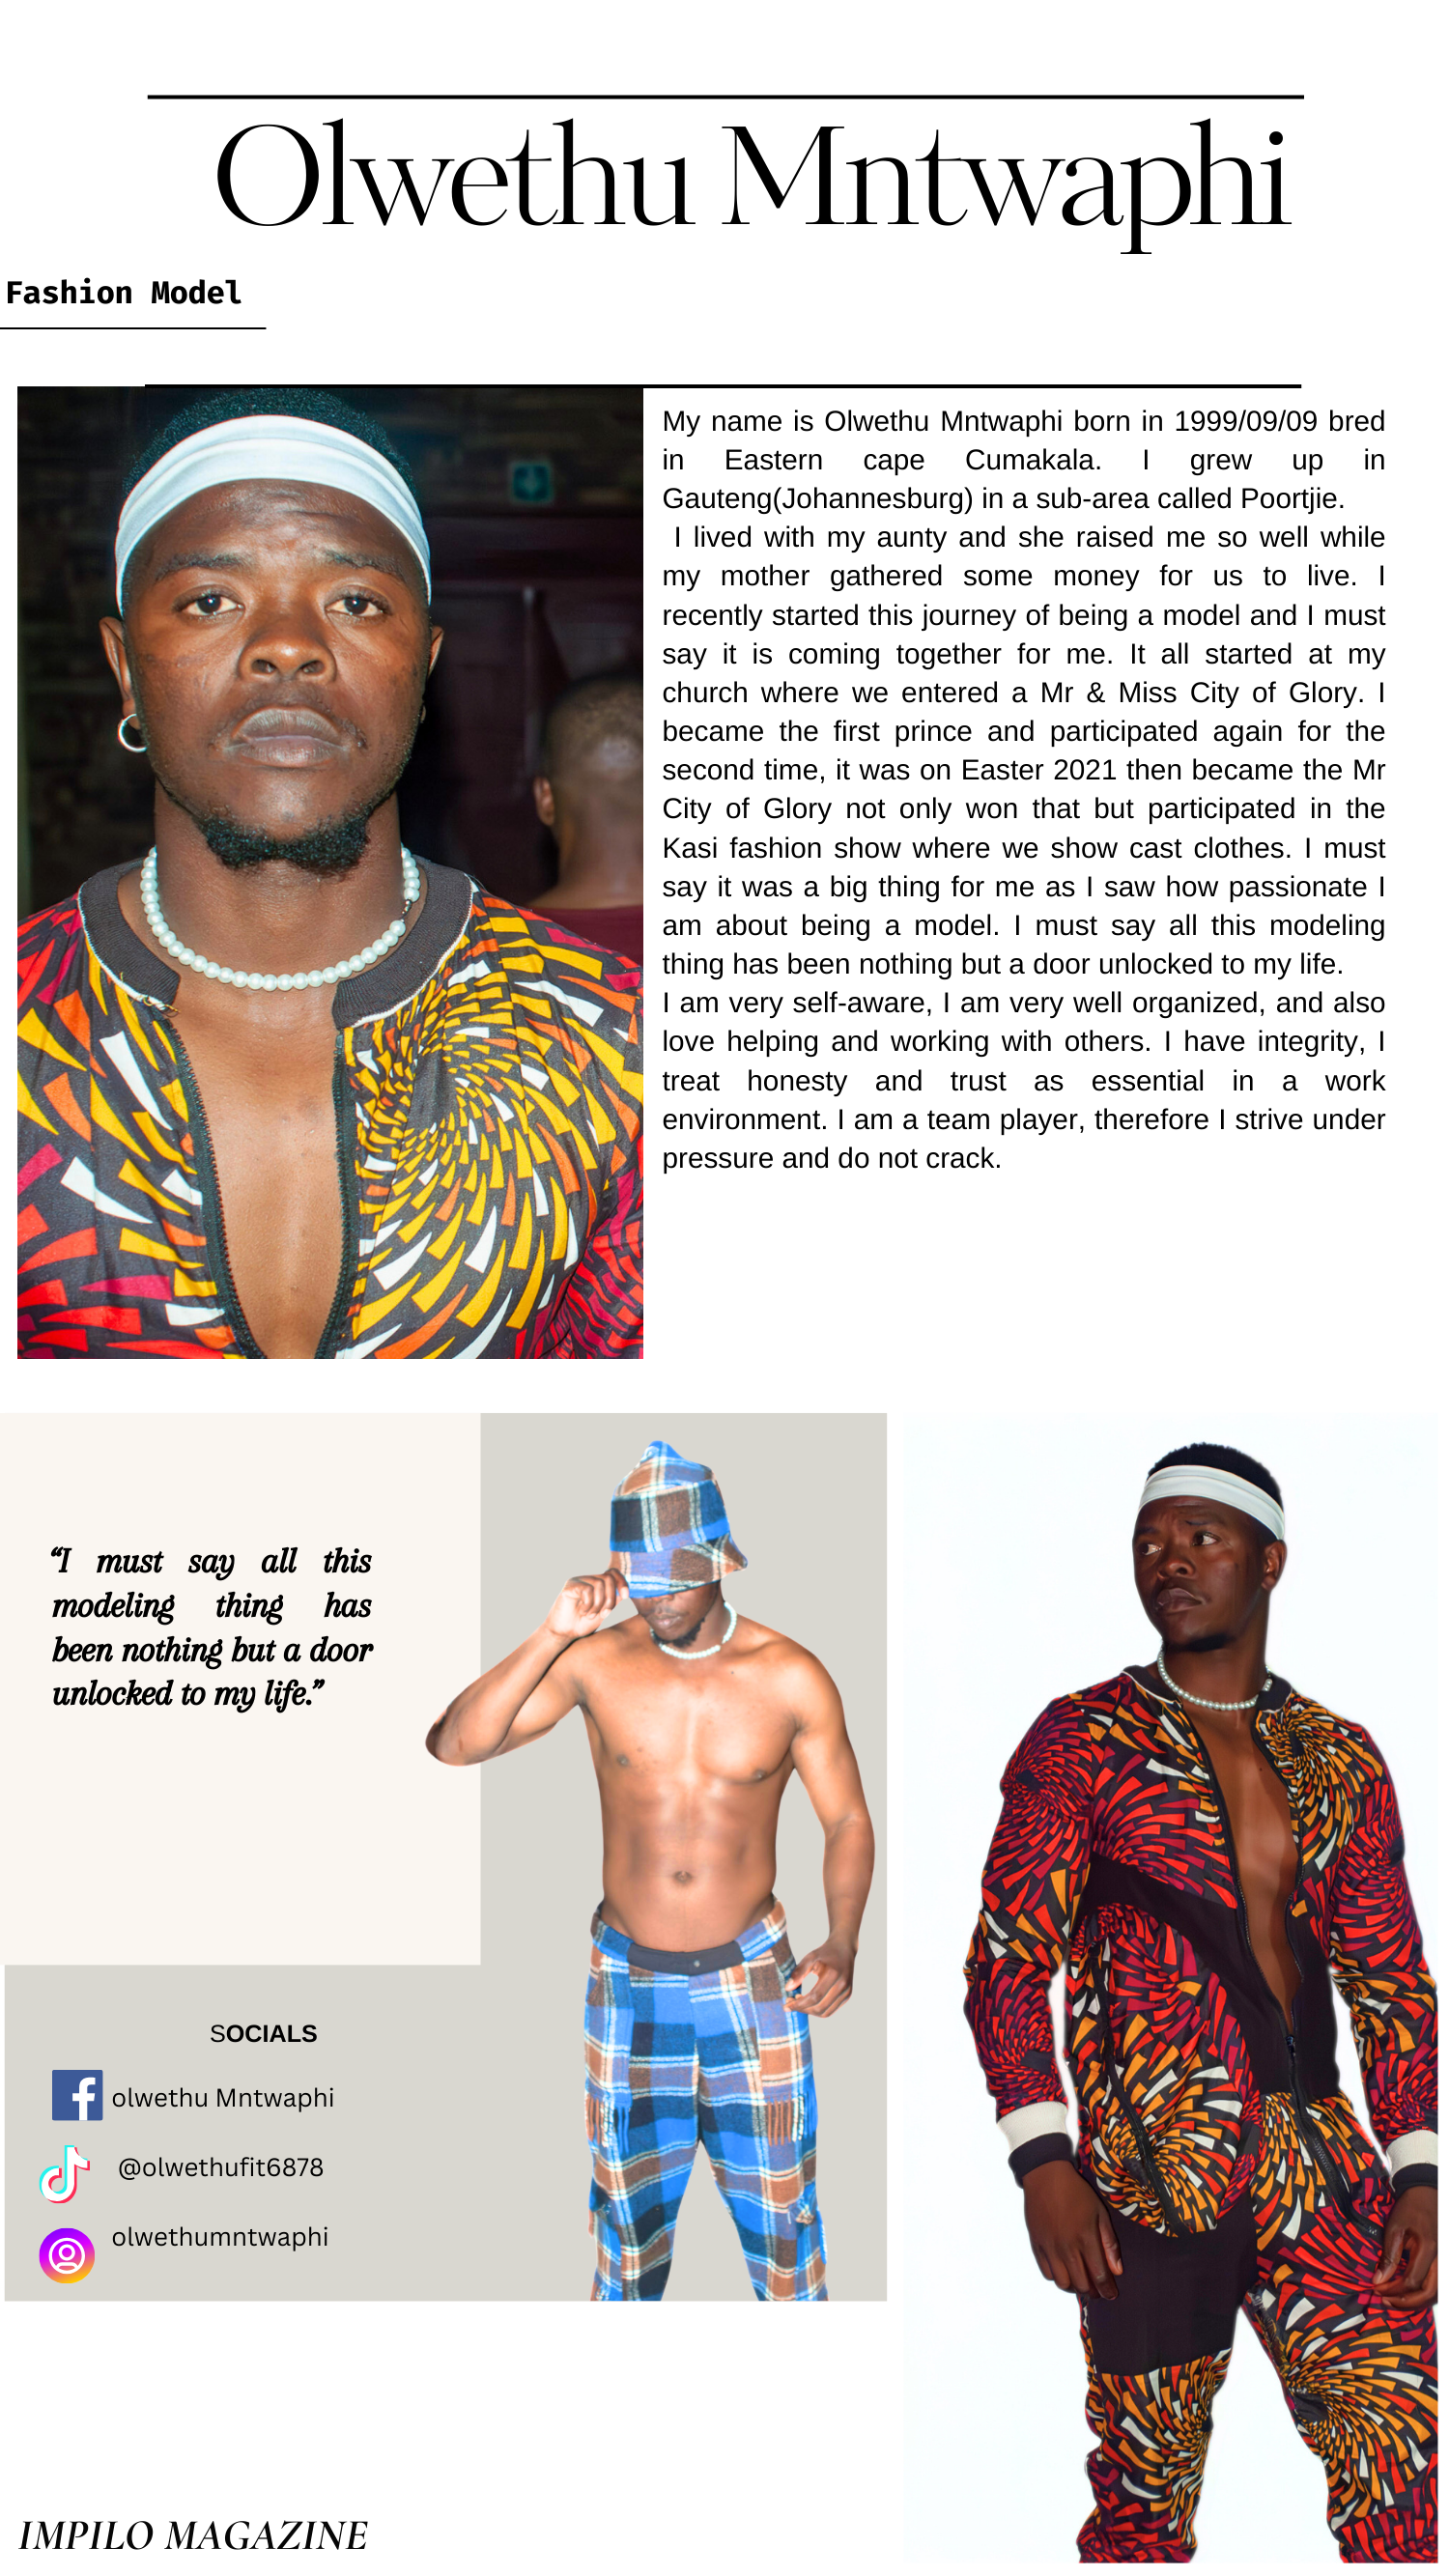 Olwethu Mntwaphi
Fashion Model
My name is Olwethu Mntwaphi born in 1999/09/09 bred
in Eastern cape Cumakala. I grew up in
Gauteng(Johannesburg) in a sub-area called Poortjie.
I lived with my aunty and she raised me so well while
my mother gathered some money for us to live. I
recently started this journey of being a model and I must
say it is coming together for me. It all started at my
church where we entered a Mr & Miss City of Glory. I
became the first prince and participated again for the
second time, it was on Easter 2021 then became the Mr
City of Glory not only won that but participated in the
Kasi fashion show where we show cast clothes. I must
say it was a big thing for me as I saw how passionate I
am about being a model. I must say all this modeling
thing has been nothing but a door unlocked to my life.
I am very self-aware, I am very well organized, and also
love helping and working with others. I have integrity, I
treat honesty and trust as essential in a work
environment. I am a team player, therefore I strive under
pressure and do not crack.
“I must say all this
modeling thing has
been nothing but a door
unlocked to my life.”
SOCIALS
olwethu Mntwaphi
@olwethufit6878
olwethumntwaphi
IMPILO MAGAZINE